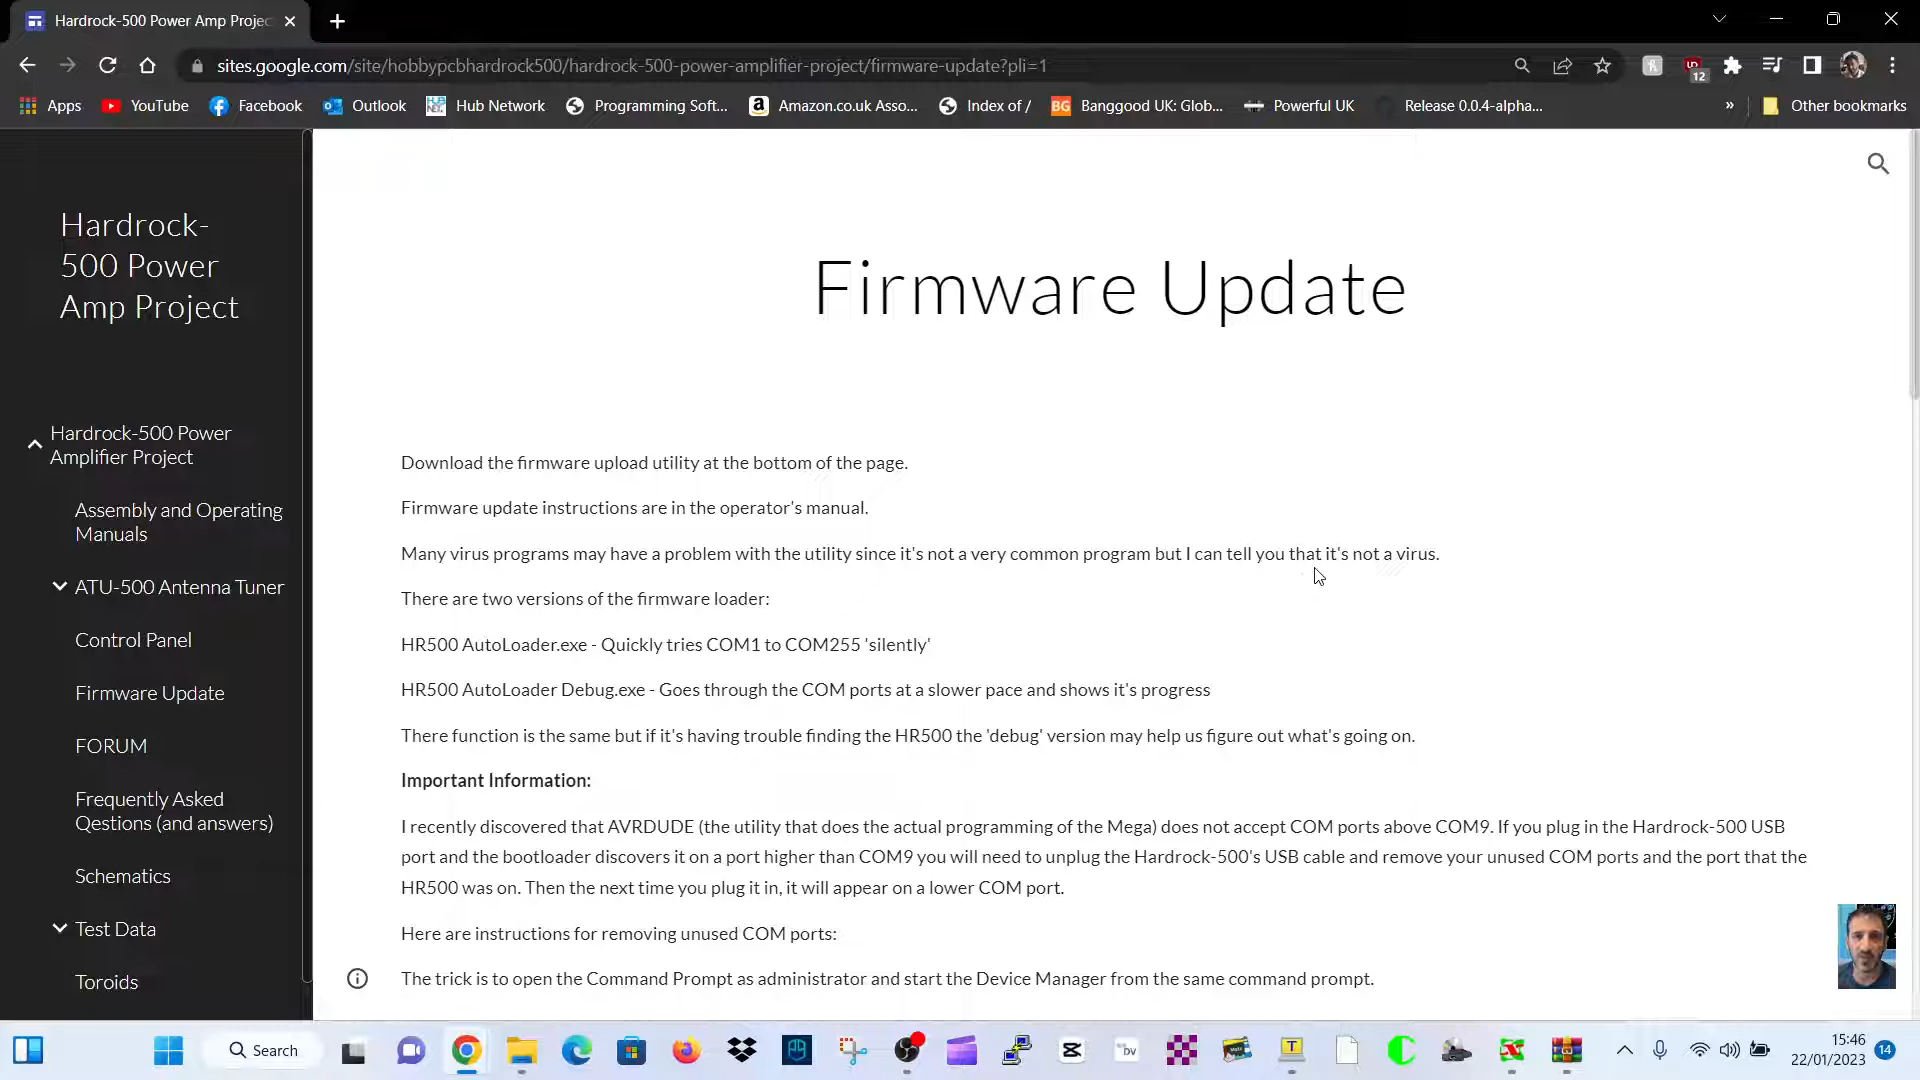 Hardrock-500 Power Amp Projec
sites.google.com/site/hobbypcbhardrock500/hardrock-500-power-amplifier-project/firmware-update?pli=1
12
Apps
YouTube
Facebook
Outlook
Hub Network
Programming Soft...
Amazon.co.uk Asso...
Index of /
BG
Banggood UK: Glob...
Powerful UK
Release 0.0.4-alpha...
»
Other bookmarks
Hardrock-
500 Power
Amp Project
Hardrock-500 Power
Amplifier Project
Assembly and Operating
Manuals
ATU-500 Antenna Tuner
Control Panel
Firmware Update
FORUM
Frequently Asked
Qestions (and answers)
Schematics
Test Data
Toroids
Firmware Update
Download the firmware upload utility at the bottom of the page.
Firmware update instructions are in the operator's manual.
Many virus programs may have a problem with the utility since it's not a very common program but I can tell you that it's not a virus.
There are two versions of the firmware loader:
HR500 AutoLoader.exe - Quickly tries COM1 to COM255 'silently'
HR500 AutoLoader Debug.exe - Goes through the COM ports at a slower pace and shows it's progress
There function is the same but if it's having trouble finding the HR500 the 'debug' version may help us figure out what's going on.
Important Information:
I recently discovered that AVRDUDE (the utility that does the actual programming of the Mega) does not accept COM ports above COM9. If you plug in the Hardrock-500 USB
port and the bootloader discovers it on a port higher than COM9 you will need to unplug the Hardrock-500's USB cable and remove your unused COM ports and the port that the
HR500 was on. Then the next time you plug it in, it will appear on a lower COM port.
Here are instructions for removing unused COM ports:
The trick is to open the Command Prompt as administrator and start the Device Manager from the same command prompt.
Search
DV
T
15:46
22/01/2023
14